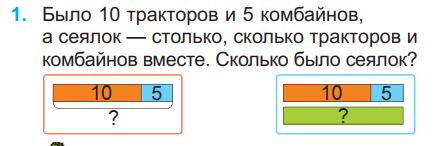 1. Было 10 тракторов и 5 комбайнов,
а сеялок — столько, сколько тракторов и
комбайнов вместе. Сколько было сеялок?
10 5 10 5
? ?